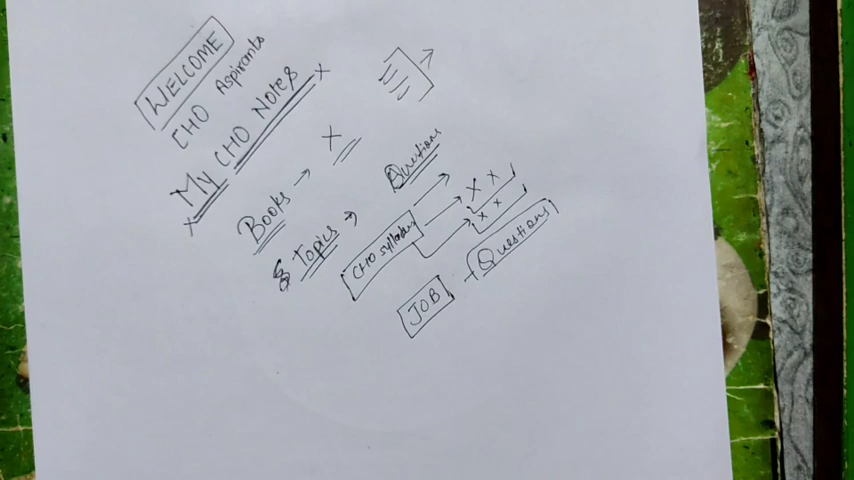 WELCOME
CHO Aspirants
My CHO Notes
Books → X
Topics → Questions
CHO syllabus → X X
X X
JOB - Questions